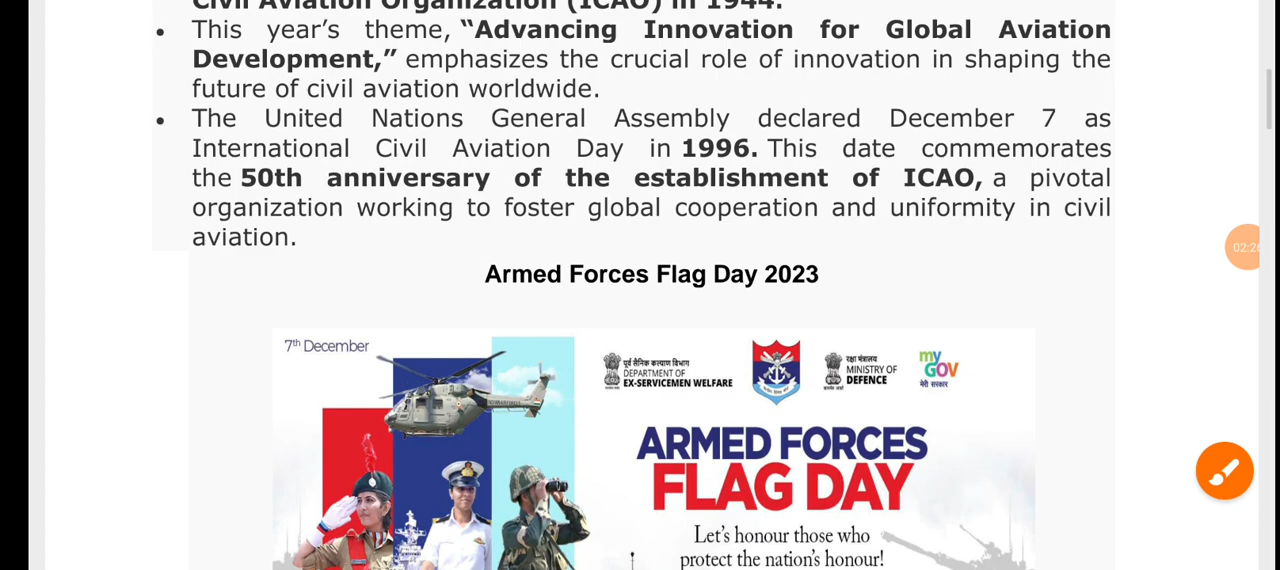 Civil Aviation Organization (ICAO) in 1944.
• This year’s theme, “Advancing Innovation for Global Aviation
Development,” emphasizes the crucial role of innovation in shaping the
future of civil aviation worldwide.
• The United Nations General Assembly declared December 7 as
International Civil Aviation Day in 1996. This date commemorates
the 50th anniversary of the establishment of ICAO, a pivotal
organization working to foster global cooperation and uniformity in civil
aviation.
02:26
Armed Forces Flag Day 2023
7th December
पूर्व सैनिक कल्याण विभाग
DEPARTMENT OF
EX-SERVICEMEN WELFARE
रक्षा मंत्रालय
MINISTRY OF
DEFENCE
my
GOV
मेरी सरकार
ARMED FORCES
FLAG DAY
Let’s honour those who
protect the nation’s honour!